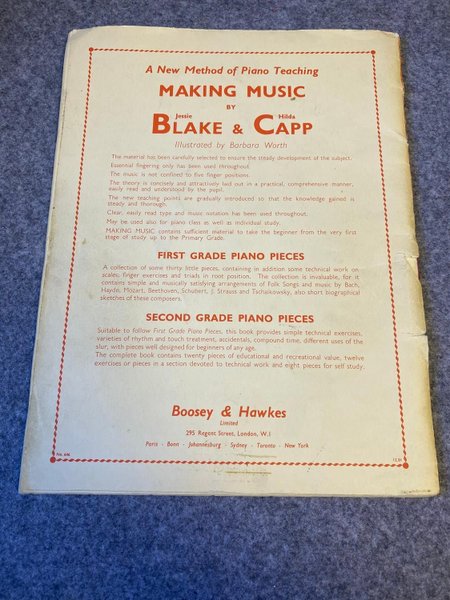 A New Method of Piano Teaching
MAKING MUSIC
BY
Jessie Hilda
BLAKE & CAPP
Illustrated by Barbara Worth
The material has been carefully selected to ensure the steady development of the subject.
Essential fingering only has been used throughout.
The music is not confined to five finger positions.
The theory is concisely and attractively laid out in a practical, comprehensive manner,
easily read and understood by the pupil.
The new teaching points are gradually introduced so that the knowledge gained is
steady and thorough.
Clear, easily read type and music notation has been used throughout.
May be used also for piano class as well as individual study.
MAKING MUSIC contains sufficient material to take the beginner from the very first
stage of study up to the Primary Grade.
FIRST GRADE PIANO PIECES
A collection of some thirty little pieces, containing in addition some technical work on
scales, finger exercises and triads in root position. The collection is invaluable, for it
contains simple and musically satisfying arrangements of Folk Songs and music by Bach,
Haydn, Mozart, Beethoven, Schubert, J. Strauss and Tschaikowsky, also short biographical
sketches of these composers.
SECOND GRADE PIANO PIECES
Suitable to follow First Grade Piano Pieces, this book provides simple technical exercises,
varieties of rhythm and touch treatment, accidentals, compound time, different uses of the
slur, with pieces well designed for beginners of any age.
The complete book contains twenty pieces of educational and recreational value, twelve
exercises or pieces in a section devoted to technical work and eight pieces for self study.
Boosey & Hawkes
Limited
295 Regent Street, London, W.1
Paris - Bonn - Johannesburg - Sydney - Toronto - New York